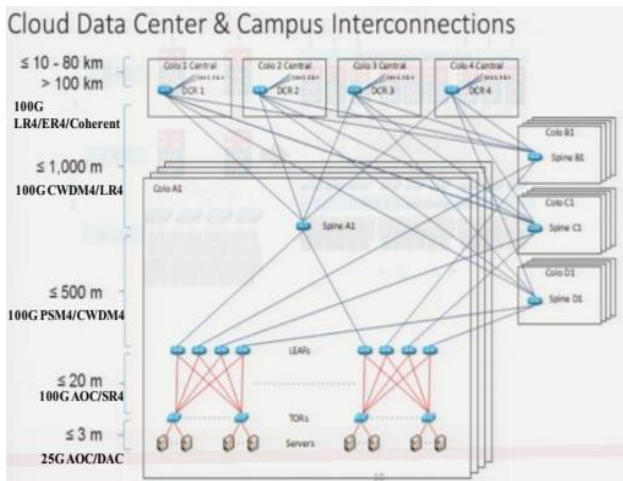 Cloud Data Center & Campus Interconnections
≤ 10 - 80 km
> 100 km
100G
LR4/ER4/Coherent
≤ 1,000 m
100G CWDM4/LR4
≤ 500 m
100G PSM4/CWDM4
≤ 20 m
100G AOC/SR4
≤ 3 m
25G AOC/DAC
Colo 1 Central
DCR 1
Colo 2 Central
DCR 2
Colo 3 Central
DCR 3
Colo 4 Central
DCR 4
Colo B1
Spine B1
Colo C1
Spine C1
Colo D1
Spine D1
Colo A1
Spine A1
LEAFs
TORs
Servers